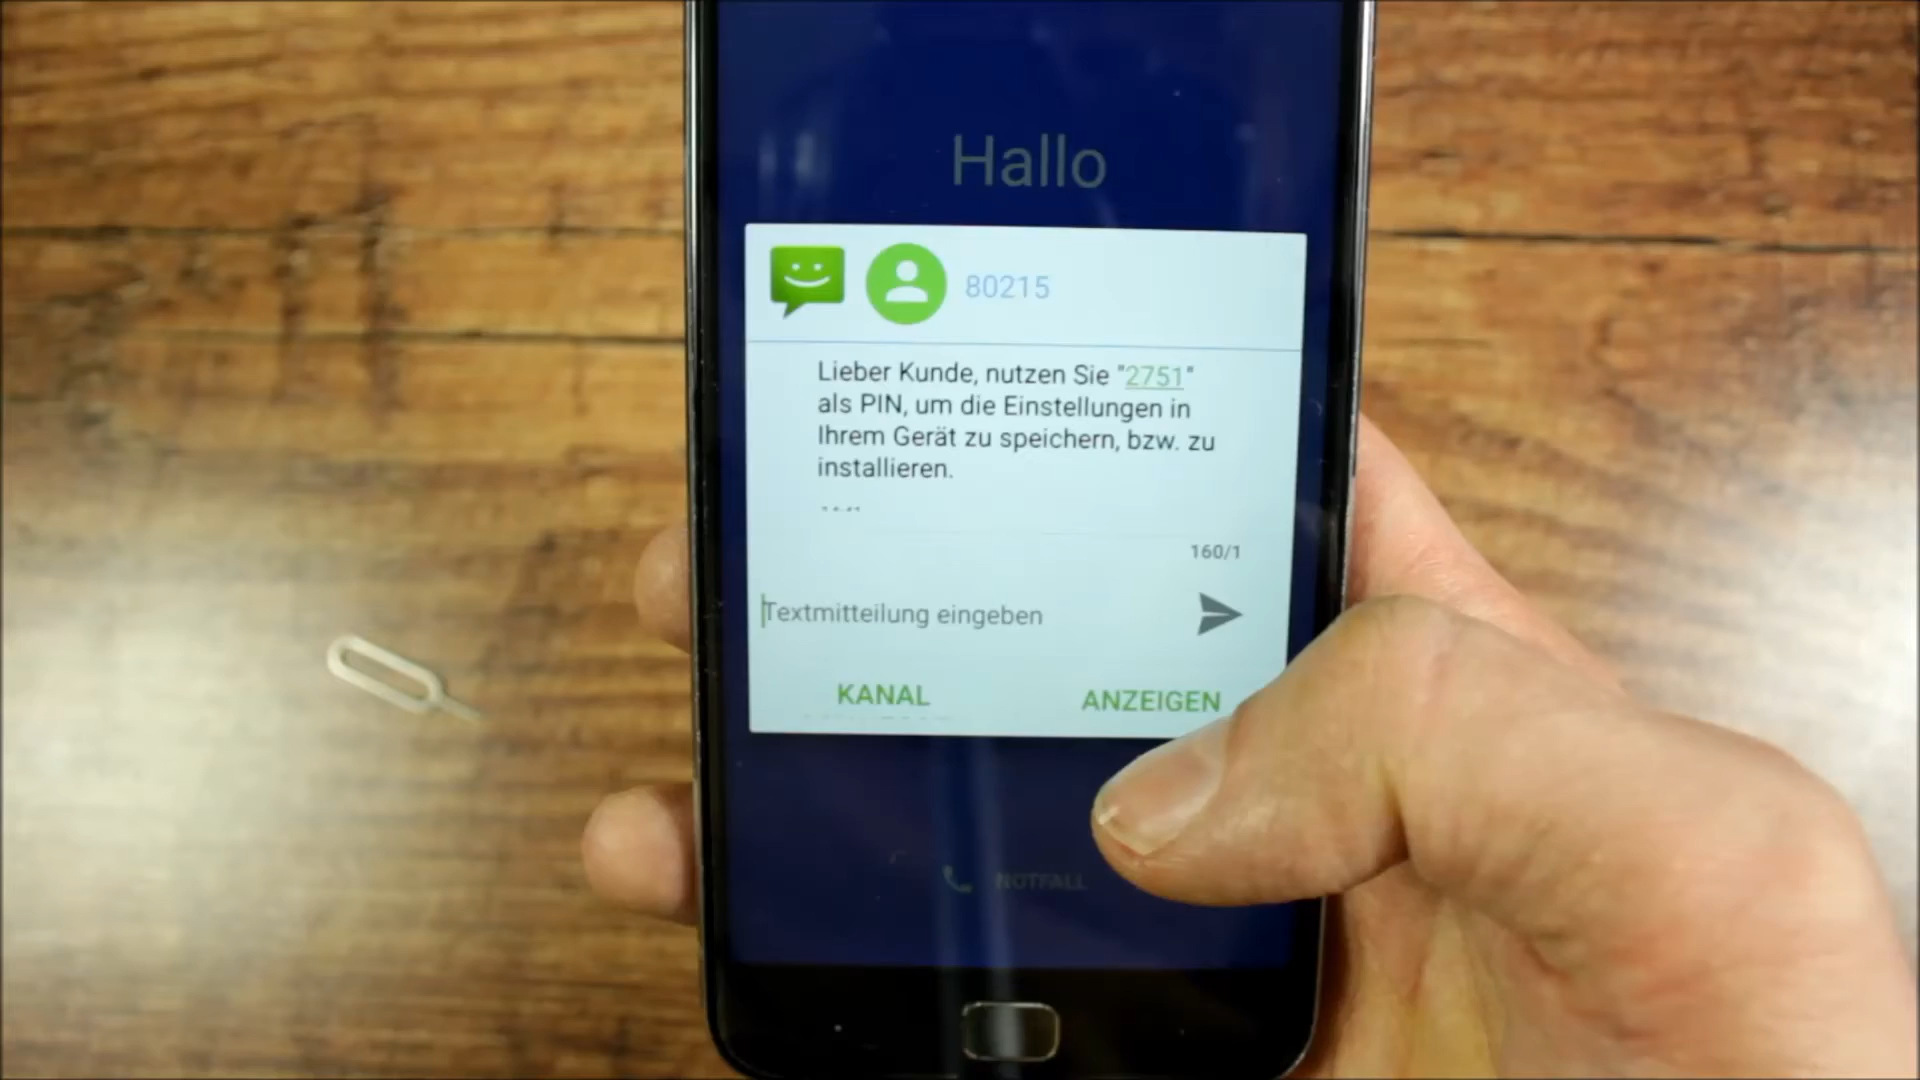 Hallo
80215
Lieber Kunde, nutzen Sie "2751"
als PIN, um die Einstellungen in
Ihrem Gerät zu speichern, bzw. zu
installieren.
160/1
Textmitteilung eingeben
KANAL
ANZEIGEN
NOTFALL